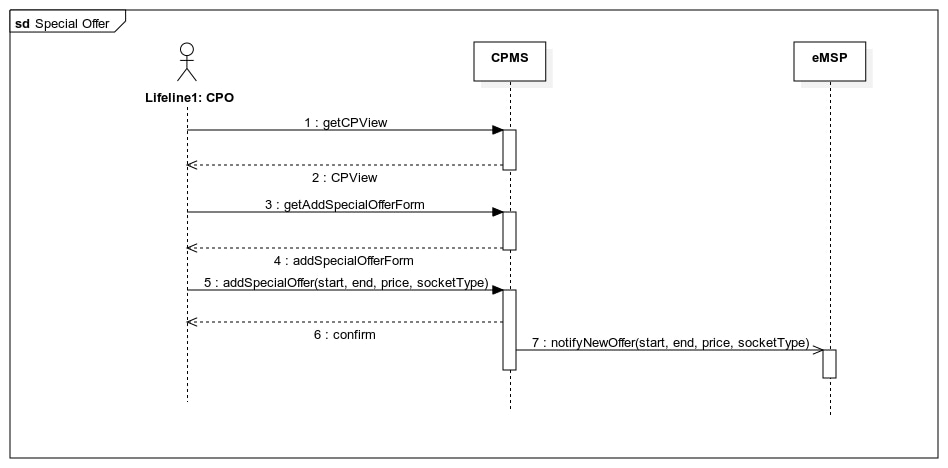 sd Special Offer
CPMS
eMSP
Lifeline1: CPO
1 : getCPView
2 : CPView
3 : getAddSpecialOfferForm
4 : addSpecialOfferForm
5 : addSpecialOffer(start, end, price, socketType)
6 : confirm
7 : notifyNewOffer(start, end, price, socketType)